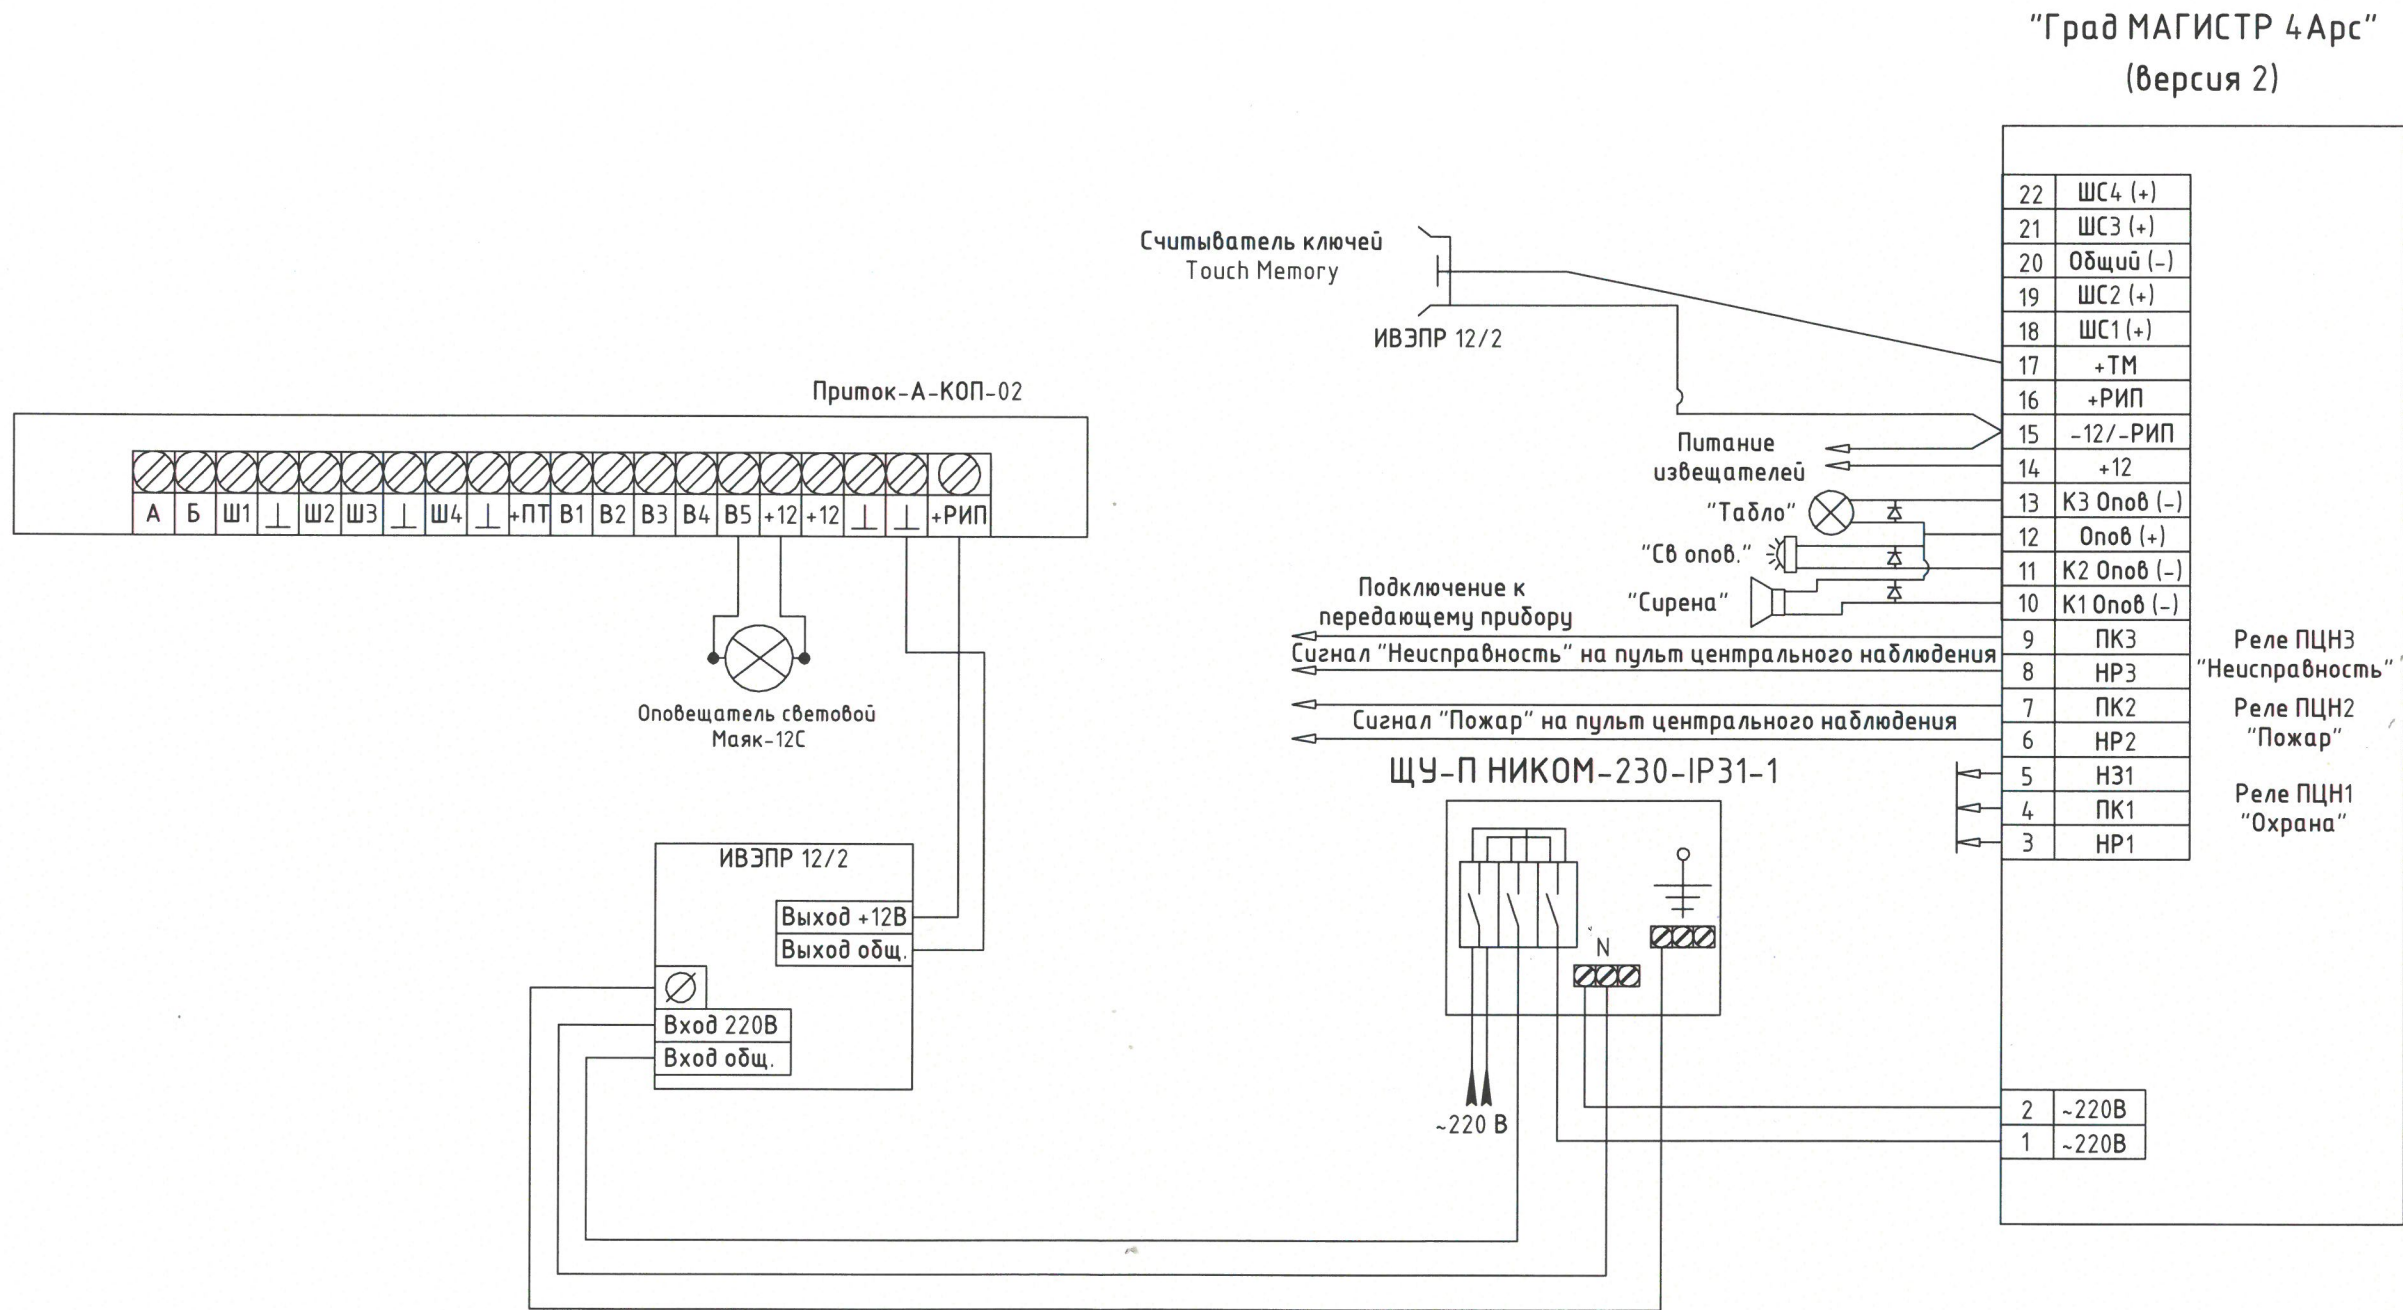 "Град МАГИСТР 4Арс"
(версия 2)
22 ШС4 (+)
21 ШС3 (+)
20 Общий (-)
19 ШС2 (+)
18 ШС1 (+)
17 +ТМ
16 +РИП
15 -12/-РИП
14 +12
13 К3 Опов (-)
12 Опов (+)
11 К2 Опов (-)
10 К1 Опов (-)
9 ПК3
8 НР3
7 ПК2
6 НР2
5 НЗ1
4 ПК1
3 НР1
Реле ПЦН3
"Неисправность"
Реле ПЦН2
"Пожар"
Реле ПЦН1
"Охрана"
2 ~220В
1 ~220В
Считыватель ключей
Touch Memory
ИВЭПР 12/2
Питание
извещателей
"Табло"
"Св опов."
"Сирена"
Подключение к
передающему прибору
Сигнал "Неисправность" на пульт центрального наблюдения
Сигнал "Пожар" на пульт центрального наблюдения
ЩУ-П НИКОМ-230-IP31-1
N
~220 В
Приток-А-КОП-02
А Б Ш1 Ш2 Ш3 Ш4 +ПТ В1 В2 В3 В4 В5 +12 +12 +РИП
Оповещатель световой
Маяк-12С
ИВЭПР 12/2
Выход +12В
Выход общ.
Вход 220В
Вход общ.